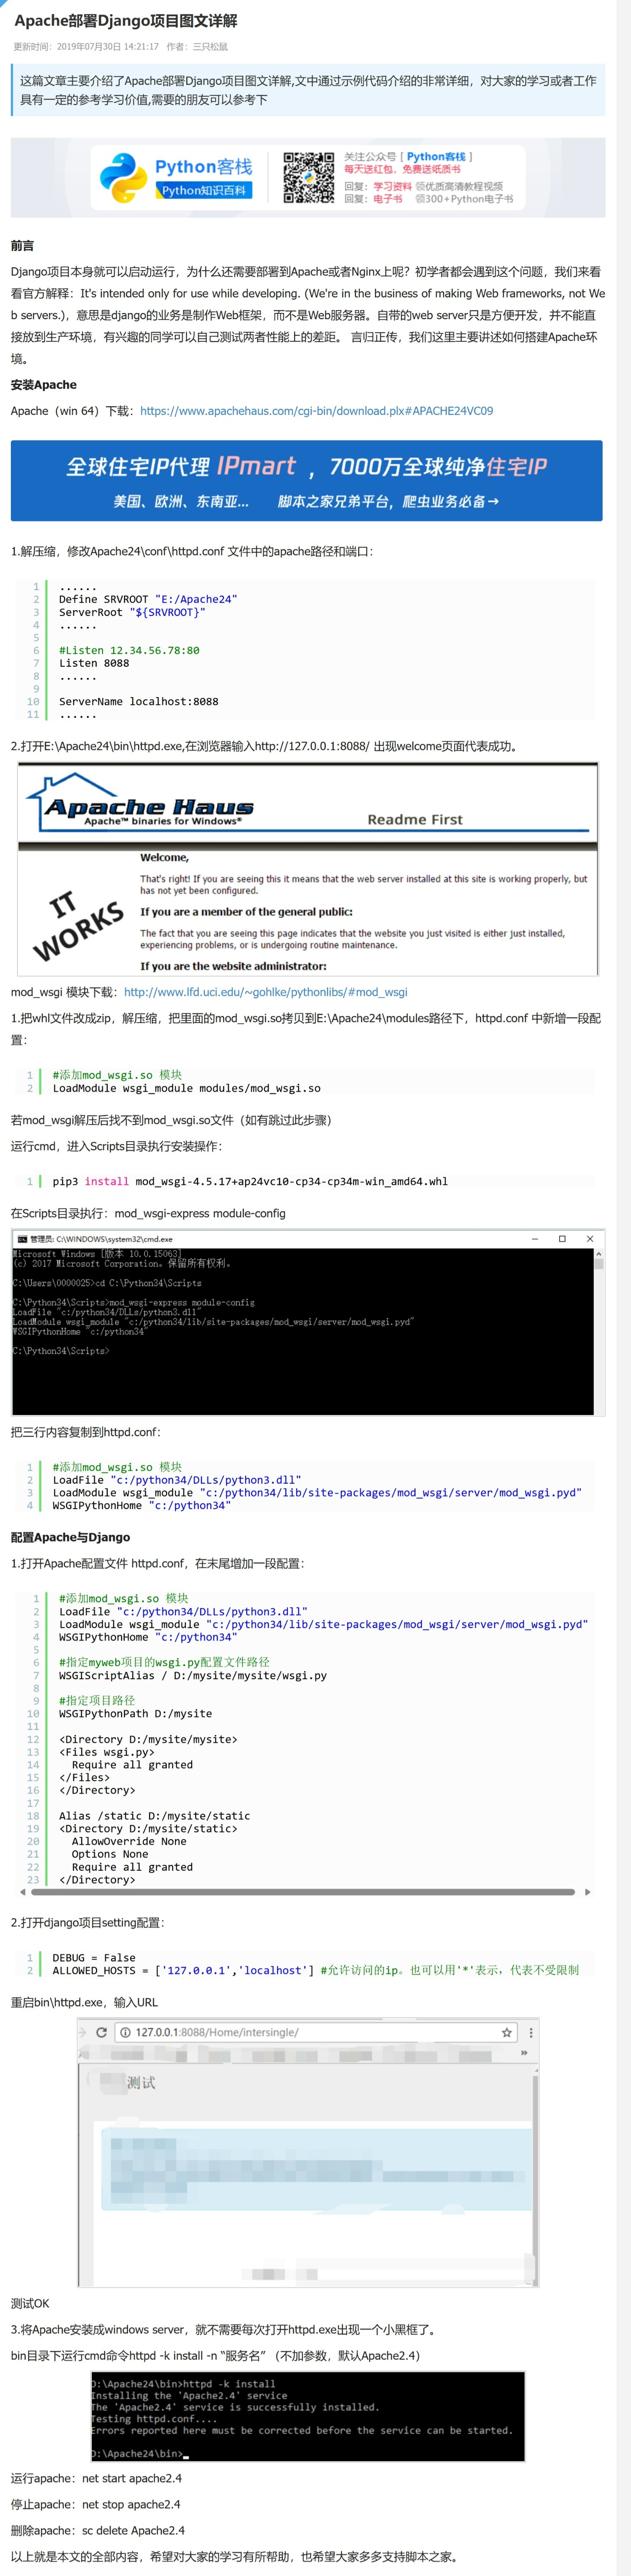 Apache部署Django项目图文详解
更新时间：2019年07月30日 14:21:17 作者：三只松鼠
这篇文章主要介绍了Apache部署Django项目图文详解,文中通过示例代码介绍的非常详细，对大家的学习或者工作
具有一定的参考学习价值,需要的朋友可以参考下
Python客栈
Python知识百科
关注公众号 [ Python客栈 ]
每天送红包，免费送纸质书
回复：学习资料 领优质高清教程视频
回复：电子书 领300+Python电子书
前言
Django项目本身就可以启动运行，为什么还需要部署到Apache或者Nginx上呢？初学者都会遇到这个问题，我们来看
看官方解释：It's intended only for use while developing. (We're in the business of making Web frameworks, not We
b servers.)，意思是django的业务是制作Web框架，而不是Web服务器。自带的web server只是方便开发，并不能直
接放到生产环境，有兴趣的同学可以自己测试两者性能上的差距。 言归正传，我们这里主要讲述如何搭建Apache环
境。
安装Apache
Apache（win 64）下载：https://www.apachehaus.com/cgi-bin/download.plx#APACHE24VC09
全球住宅IP代理 IPmart ，7000万全球纯净住宅IP
美国、欧洲、东南亚... 脚本之家兄弟平台，爬虫业务必备→
1.解压缩，修改Apache24\conf\httpd.conf 文件中的apache路径和端口：
1 ......
2 Define SRVROOT "E:/Apache24"
3 ServerRoot "${SRVROOT}"
4 ......
5
6 #Listen 12.34.56.78:80
7 Listen 8088
8 ......
9
10 ServerName localhost:8088
11 ......
2.打开E:\Apache24\bin\httpd.exe,在浏览器输入http://127.0.0.1:8088/ 出现welcome页面代表成功。
Apache Haus
Apache™ binaries for Windows®
Readme First
IT WORKS
Welcome,
That's right! If you are seeing this it means that the web server installed at this site is working properly, but
has not yet been configured.
If you are a member of the general public:
The fact that you are seeing this page indicates that the website you just visited is either just installed,
experiencing problems, or is undergoing routine maintenance.
If you are the website administrator:
mod_wsgi 模块下载：http://www.lfd.uci.edu/~gohlke/pythonlibs/#mod_wsgi
1.把whl文件改成zip，解压缩，把里面的mod_wsgi.so拷贝到E:\Apache24\modules路径下，httpd.conf 中新增一段配
置：
1 #添加mod_wsgi.so 模块
2 LoadModule wsgi_module modules/mod_wsgi.so
若mod_wsgi解压后找不到mod_wsgi.so文件（如有跳过此步骤）
运行cmd，进入Scripts目录执行安装操作：
1 pip3 install mod_wsgi-4.5.17+ap24vc10-cp34-cp34m-win_amd64.whl
在Scripts目录执行：mod_wsgi-express module-config
管理员: C:\WINDOWS\system32\cmd.exe
Microsoft Windows [版本 10.0.15063]
(c) 2017 Microsoft Corporation。保留所有权利。
C:\Users\0000025>cd C:\Python34\Scripts
C:\Python34\Scripts>mod_wsgi-express module-config
LoadFile "c:/python34/DLLs/python3.dll"
LoadModule wsgi_module "c:/python34/lib/site-packages/mod_wsgi/server/mod_wsgi.pyd"
WSGIPythonHome "c:/python34"
C:\Python34\Scripts>
把三行内容复制到httpd.conf：
1 #添加mod_wsgi.so 模块
2 LoadFile "c:/python34/DLLs/python3.dll"
3 LoadModule wsgi_module "c:/python34/lib/site-packages/mod_wsgi/server/mod_wsgi.pyd"
4 WSGIPythonHome "c:/python34"
配置Apache与Django
1.打开Apache配置文件 httpd.conf，在末尾增加一段配置：
1 #添加mod_wsgi.so 模块
2 LoadFile "c:/python34/DLLs/python3.dll"
3 LoadModule wsgi_module "c:/python34/lib/site-packages/mod_wsgi/server/mod_wsgi.pyd"
4 WSGIPythonHome "c:/python34"
5
6 #指定myweb项目的wsgi.py配置文件路径
7 WSGIScriptAlias / D:/mysite/mysite/wsgi.py
8
9 #指定项目路径
10 WSGIPythonPath D:/mysite
11
12 <Directory D:/mysite/mysite>
13 <Files wsgi.py>
14 Require all granted
15 </Files>
16 </Directory>
17
18 Alias /static D:/mysite/static
19 <Directory D:/mysite/static>
20 AllowOverride None
21 Options None
22 Require all granted
23 </Directory>
2.打开django项目setting配置：
1 DEBUG = False
2 ALLOWED_HOSTS = ['127.0.0.1','localhost'] #允许访问的ip。也可以用'*'表示，代表不受限制
重启bin\httpd.exe，输入URL
127.0.0.1:8088/Home/intersingle/
测试
测试OK
3.将Apache安装成windows server，就不需要每次打开httpd.exe出现一个小黑框了。
bin目录下运行cmd命令httpd -k install -n “服务名” （不加参数，默认Apache2.4）
D:\Apache24\bin>httpd -k install
Installing the 'Apache2.4' service
The 'Apache2.4' service is successfully installed.
Testing httpd.conf....
Errors reported here must be corrected before the service can be started.
D:\Apache24\bin>
运行apache：net start apache2.4
停止apache：net stop apache2.4
删除apache：sc delete Apache2.4
以上就是本文的全部内容，希望对大家的学习有所帮助，也希望大家多多支持脚本之家。